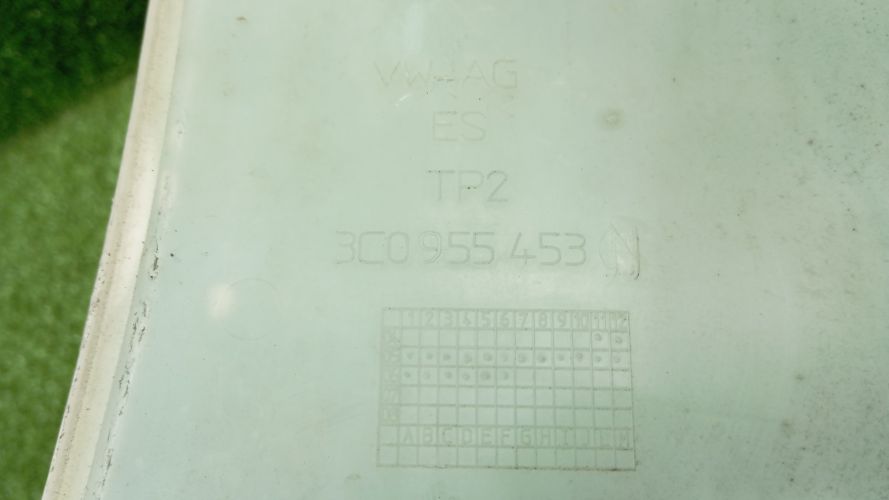 VW-AG
ES
TP2
3C0 955 453 N
1 2 3 4 5 6 7 8 9 10 11 12
A B C D E F G H I J L M